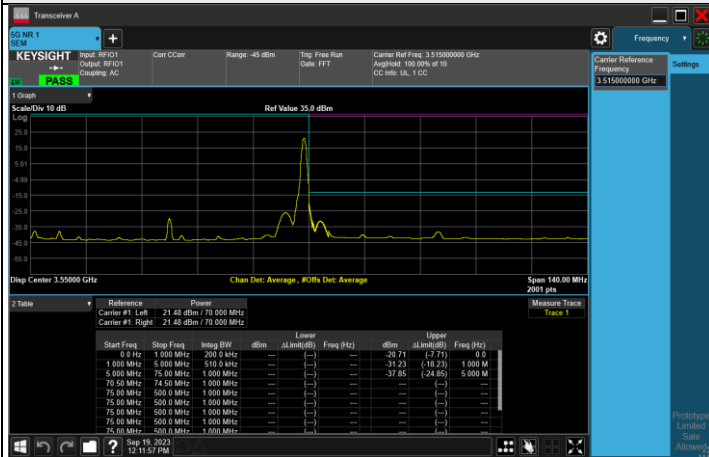 Transceiver A
5G NR 1
SEM
Frequency
KEYSIGHT
PASS
Input: RFIO1
Output: RFIO1
Coupling: AC
Corr CCorr
Range: -45 dBm
Trig: Free Run
Gate: FFT
Carrier Ref Freq: 3.515000000 GHz
Avg|Hold: 100.00% of 10
CC Info: UL, 1 CC
Carrier Reference
Frequency
3.515000000 GHz
Settings
1 Graph
Scale/Div 10 dB
Ref Value 35.0 dBm
Log
25.0
15.0
5.01
-4.99
-15.0
-25.0
-35.0
-45.0
-55.0
Disp Center 3.55000 GHz
Chan Det: Average, #Offs Det: Average
Span 140.00 MHz
2001 pts
2 Table
Measure Trace
Trace 1
Reference Power
Carrier #1: Left 21.48 dBm / 70.000 MHz
Carrier #1: Right 21.48 dBm / 70.000 MHz
Lower Upper
Start Freq Stop Freq Integ BW dBm ΔLimit(dB) Freq (Hz) dBm ΔLimit(dB) Freq (Hz)
0.0 Hz 1.000 MHz 200.0 kHz --- (---) --- -20.71 (-7.71) 0.0
1.000 MHz 5.000 MHz 510.0 kHz --- (---) --- -31.23 (-18.23) 1.000 M
5.000 MHz 75.00 MHz 1.000 MHz --- (---) --- -37.85 (-24.85) 5.000 M
70.50 MHz 74.50 MHz 1.000 MHz --- (---) --- --- (---) ---
75.00 MHz 500.0 MHz 1.000 MHz --- (---) --- --- (---) ---
75.00 MHz 500.0 MHz 1.000 MHz --- (---) --- --- (---) ---
75.00 MHz 500.0 MHz 1.000 MHz --- (---) --- --- (---) ---
75.00 MHz 500.0 MHz 1.000 MHz --- (---) --- --- (---) ---
75.00 MHz 500.0 MHz 1.000 MHz --- (---) --- --- (---) ---
Prototype
Limited
Sale
Allowed
?
Sep 19, 2023
12:11:57 PM